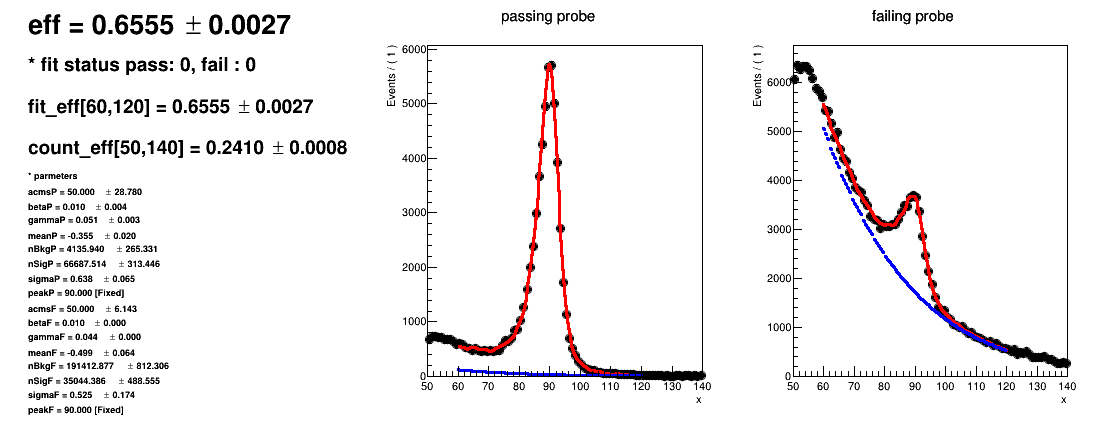 eff = 0.6555 ± 0.0027
* fit status pass: 0, fail : 0
fit_eff[60,120] = 0.6555 ± 0.0027
count_eff[50,140] = 0.2410 ± 0.0008
* parmeters
acmsP = 50.000 ± 28.780
betaP = 0.010 ± 0.004
gammaP = 0.051 ± 0.003
meanP = -0.355 ± 0.020
nBkgP = 4135.940 ± 265.331
nSigP = 66687.514 ± 313.446
sigmaP = 0.638 ± 0.065
peakP = 90.000 [Fixed]
acmsF = 50.000 ± 6.143
betaF = 0.010 ± 0.000
gammaF = 0.044 ± 0.000
meanF = -0.499 ± 0.064
nBkgF = 191412.877 ± 812.306
nSigF = 35044.386 ± 488.555
sigmaF = 0.525 ± 0.174
peakF = 90.000 [Fixed]
passing probe
Events / ( 1 )
6000
5000
4000
3000
2000
1000
0
50 60 70 80 90 100 110 120 130 140
x
failing probe
Events / ( 1 )
6000
5000
4000
3000
2000
1000
0
50 60 70 80 90 100 110 120 130 140
x